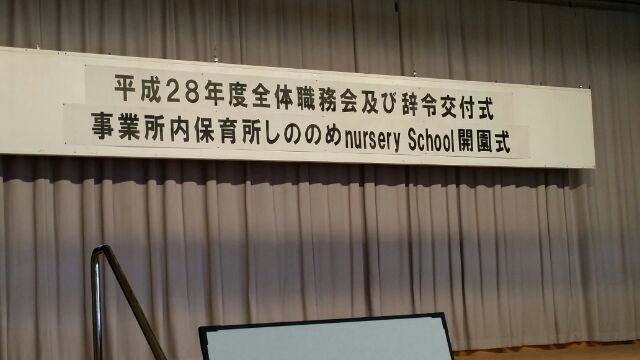 平成28年度全体職務会及び辞令交付式
事業所内保育所しののめnursery School開園式